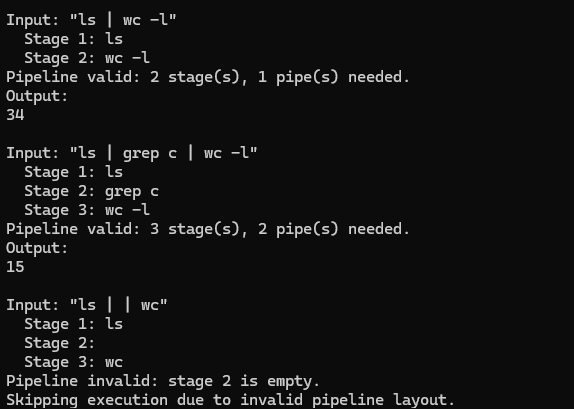 Input: "ls | wc -l"
  Stage 1: ls
  Stage 2: wc -l
Pipeline valid: 2 stage(s), 1 pipe(s) needed.
Output:
34

Input: "ls | grep c | wc -l"
  Stage 1: ls
  Stage 2: grep c
  Stage 3: wc -l
Pipeline valid: 3 stage(s), 2 pipe(s) needed.
Output:
15

Input: "ls | | wc"
  Stage 1: ls
  Stage 2:
  Stage 3: wc
Pipeline invalid: stage 2 is empty.
Skipping execution due to invalid pipeline layout.